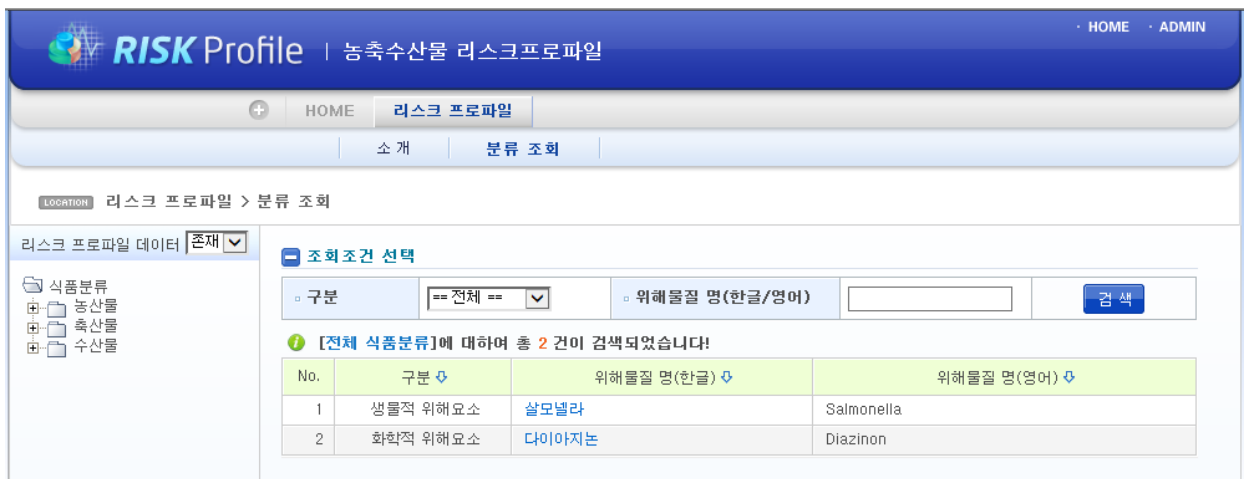 · HOME · ADMIN
RISK Profile | 농축수산물 리스크프로파일
HOME 리스크 프로파일
소 개 분류 조회
LOCATION 리스크 프로파일 > 분류 조회
리스크 프로파일 데이터 존재
식품분류
농산물
축산물
수산물
조회조건 선택
구분 == 전체 == 위해물질 명(한글/영어) 검 색
[전체 식품분류]에 대하여 총 2 건이 검색되었습니다!
No. 구분 위해물질 명(한글) 위해물질 명(영어)
1 생물적 위해요소 살모넬라 Salmonella
2 화학적 위해요소 다이아지논 Diazinon